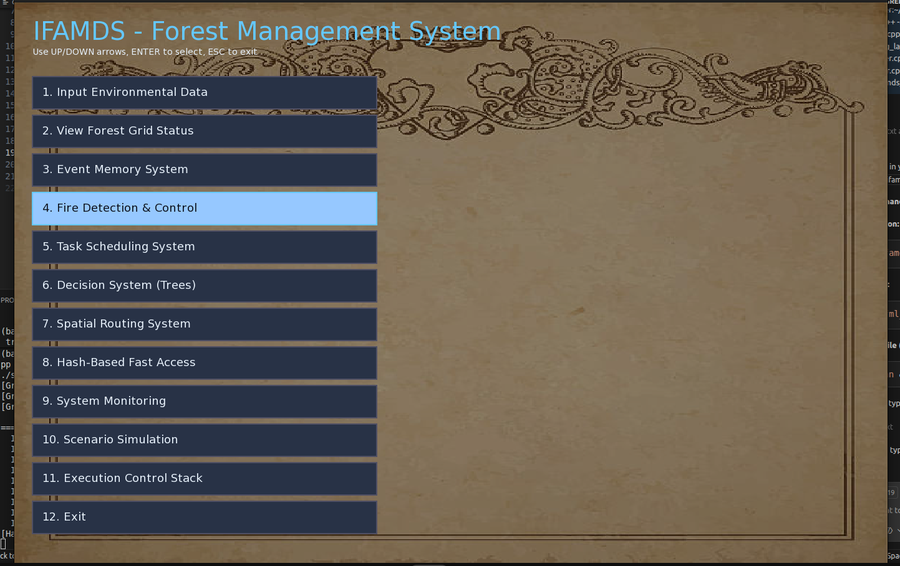 IFAMDS - Forest Management System
Use UP/DOWN arrows, ENTER to select, ESC to exit
1. Input Environmental Data
2. View Forest Grid Status
3. Event Memory System
4. Fire Detection & Control
5. Task Scheduling System
6. Decision System (Trees)
7. Spatial Routing System
8. Hash-Based Fast Access
9. System Monitoring
10. Scenario Simulation
11. Execution Control Stack
12. Exit